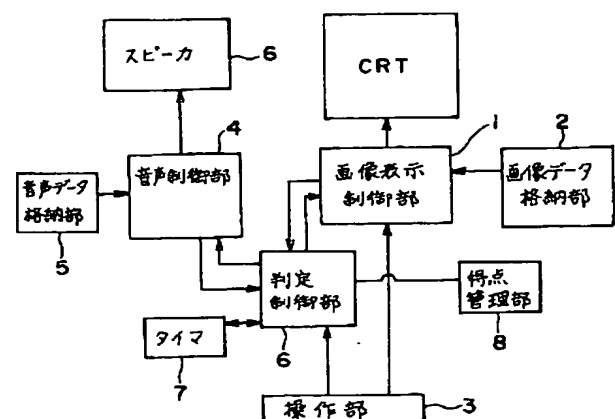 スピーカ
6
CRT
4
1
2
音声制御部
画像表示
制御部
画像データ
格納部
音声データ
格納部
5
判定
制御部
6
得点
管理部
8
タイマ
7
操作部
3